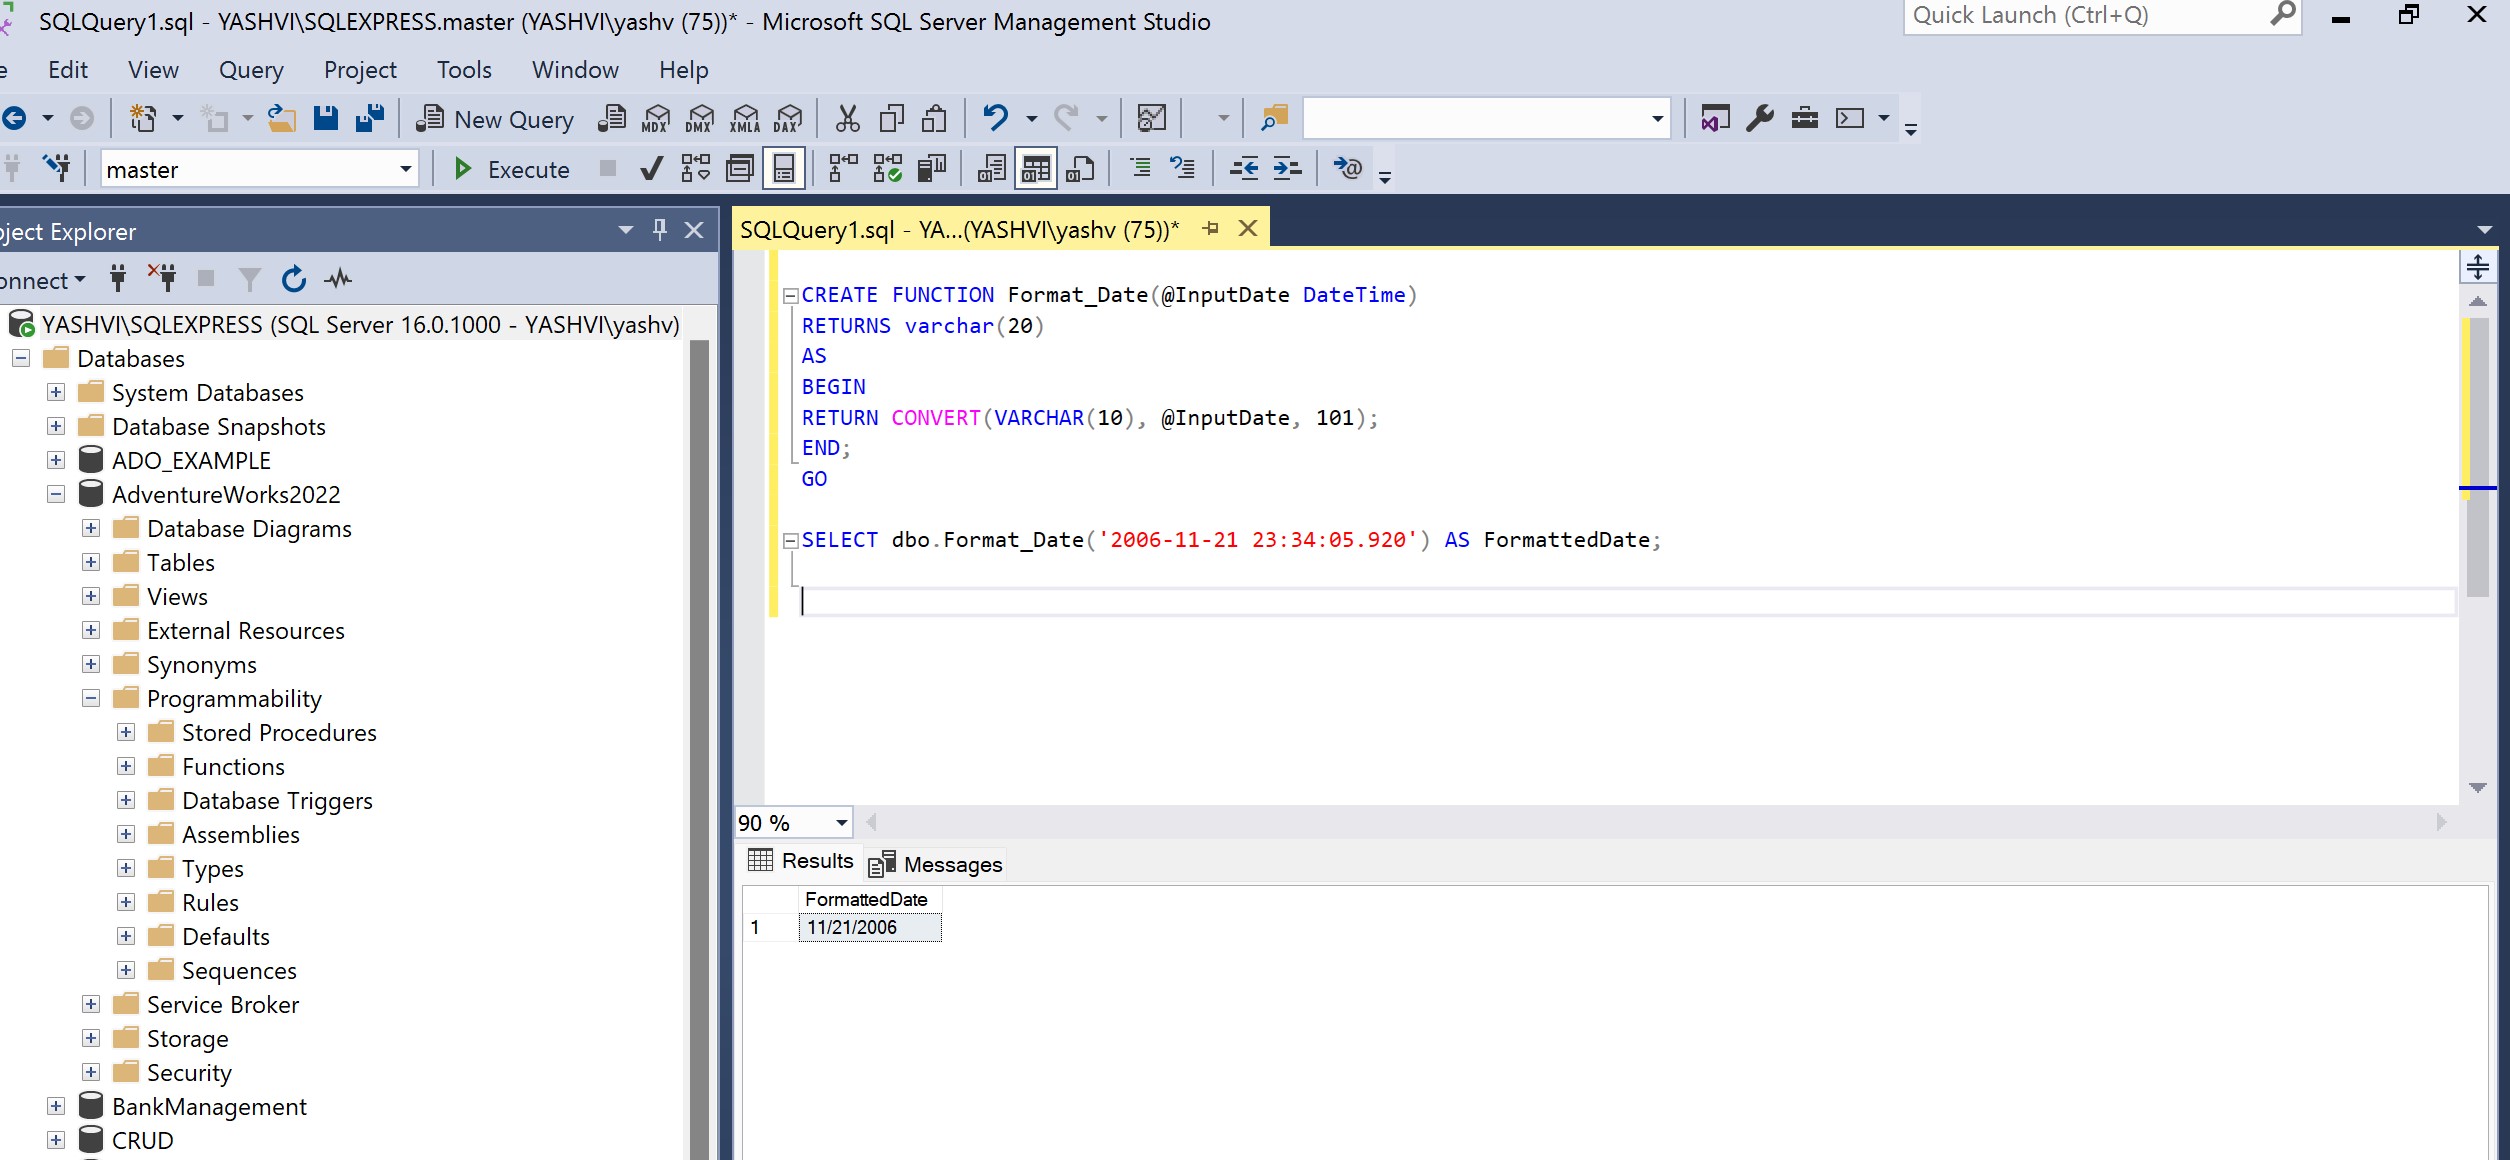 SQLQuery1.sql - YASHVI\SQLEXPRESS.master (YASHVI\yashv (75))* - Microsoft SQL Server Management Studio
Quick Launch (Ctrl+Q)
e Edit View Query Project Tools Window Help
New Query MDX DMX XMLA DAX
master Execute
ject Explorer
onnect
YASHVI\SQLEXPRESS (SQL Server 16.0.1000 - YASHVI\yashv)
Databases
System Databases
Database Snapshots
ADO_EXAMPLE
AdventureWorks2022
Database Diagrams
Tables
Views
External Resources
Synonyms
Programmability
Stored Procedures
Functions
Database Triggers
Assemblies
Types
Rules
Defaults
Sequences
Service Broker
Storage
Security
BankManagement
CRUD
SQLQuery1.sql - YA...(YASHVI\yashv (75))*
CREATE FUNCTION Format_Date(@InputDate DateTime)
RETURNS varchar(20)
AS
BEGIN
RETURN CONVERT(VARCHAR(10), @InputDate, 101);
END;
GO
SELECT dbo.Format_Date('2006-11-21 23:34:05.920') AS FormattedDate;
90 %
Results Messages
FormattedDate
1 11/21/2006